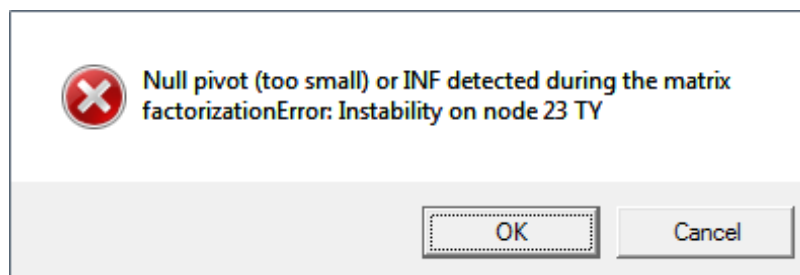 Null pivot (too small) or INF detected during the matrix
factorizationError: Instability on node 23 TY
OK
Cancel